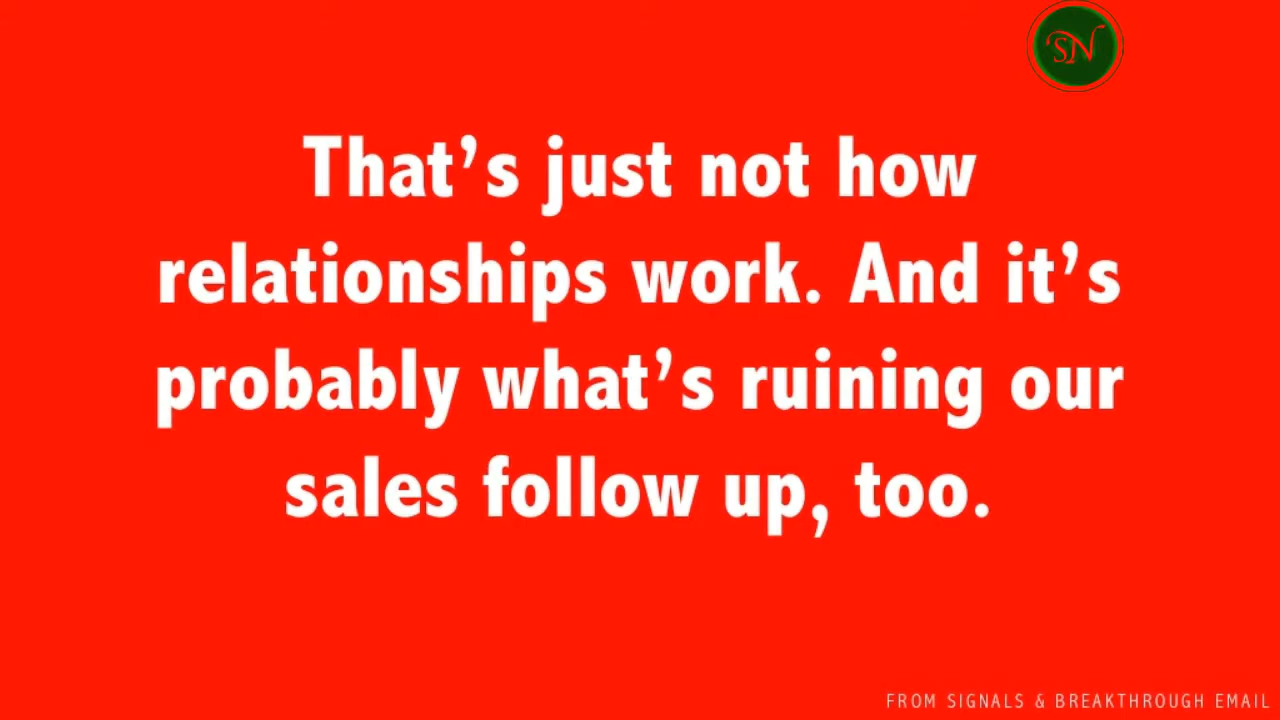 SN
That’s just not how
relationships work. And it’s
probably what’s ruining our
sales follow up, too.
FROM SIGNALS & BREAKTHROUGH EMAIL